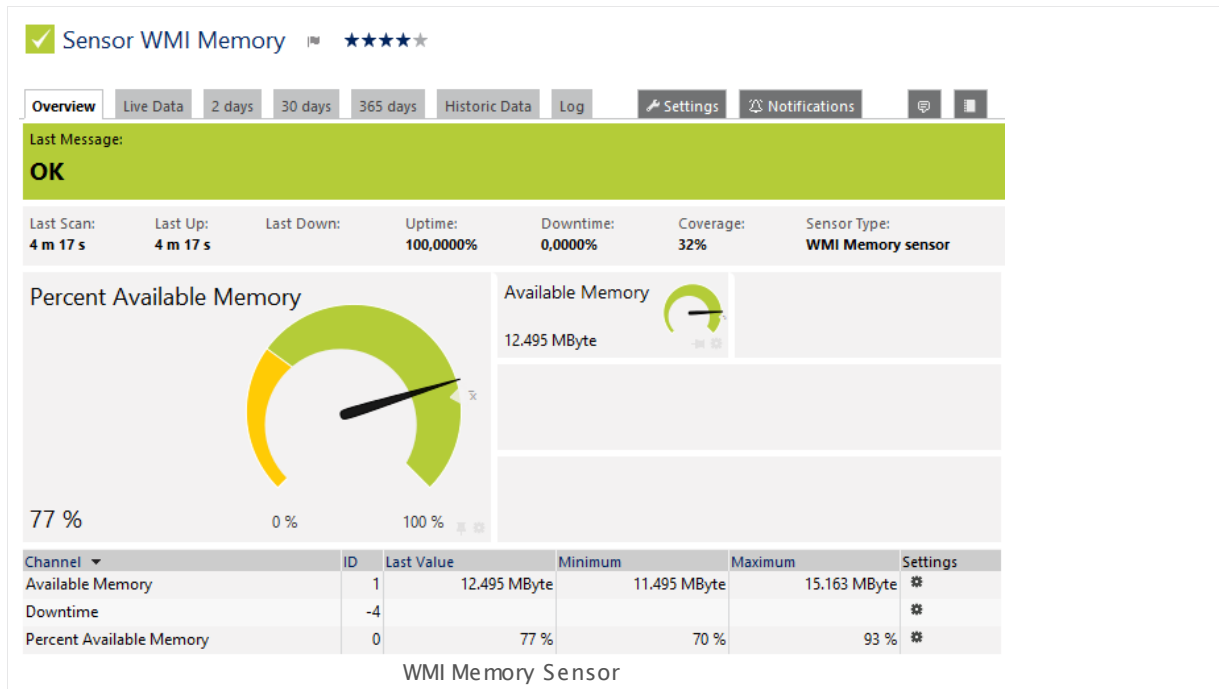 Sensor WMI Memory
Overview Live Data 2 days 30 days 365 days Historic Data Log Settings Notifications
Last Message:
OK
Last Scan: Last Up: Last Down: Uptime: Downtime: Coverage: Sensor Type:
4 m 17 s 4 m 17 s 100,0000% 0,0000% 32% WMI Memory sensor
Percent Available Memory
77 %
0 % 100 %
Available Memory
12.495 MByte
Channel ID Last Value Minimum Maximum Settings
Available Memory 1 12.495 MByte 11.495 MByte 15.163 MByte
Downtime -4
Percent Available Memory 0 77 % 70 % 93 %
WMI Memory Sensor